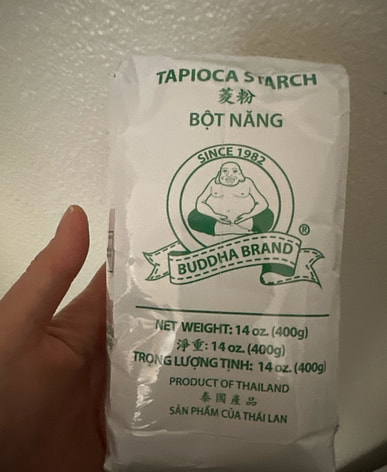 TAPIOCA STARCH
菱粉
BỘT NĂNG
SINCE 1982
BUDDHA BRAND®
NET WEIGHT: 14 oz. (400g)
淨重: 14 oz. (400g)
TRỌNG LƯỢNG TỊNH: 14 oz. (400g)
PRODUCT OF THAILAND
泰國產品
SẢN PHẨM CỦA THÁI LAN